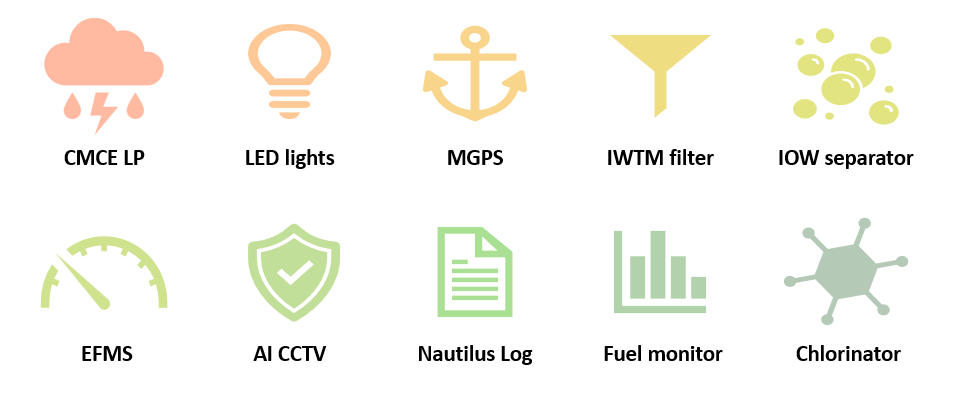 CMCE LP
LED lights
MGPS
IWTM filter
IOW separator
EFMS
AI CCTV
Nautilus Log
Fuel monitor
Chlorinator